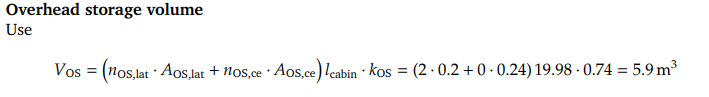 Overhead storage volume
Use
V_OS = (n_OS,lat · A_OS,lat + n_OS,ce · A_OS,ce) l_cabin · k_OS = (2 · 0.2 + 0 · 0.24) 19.98 · 0.74 = 5.9 m³